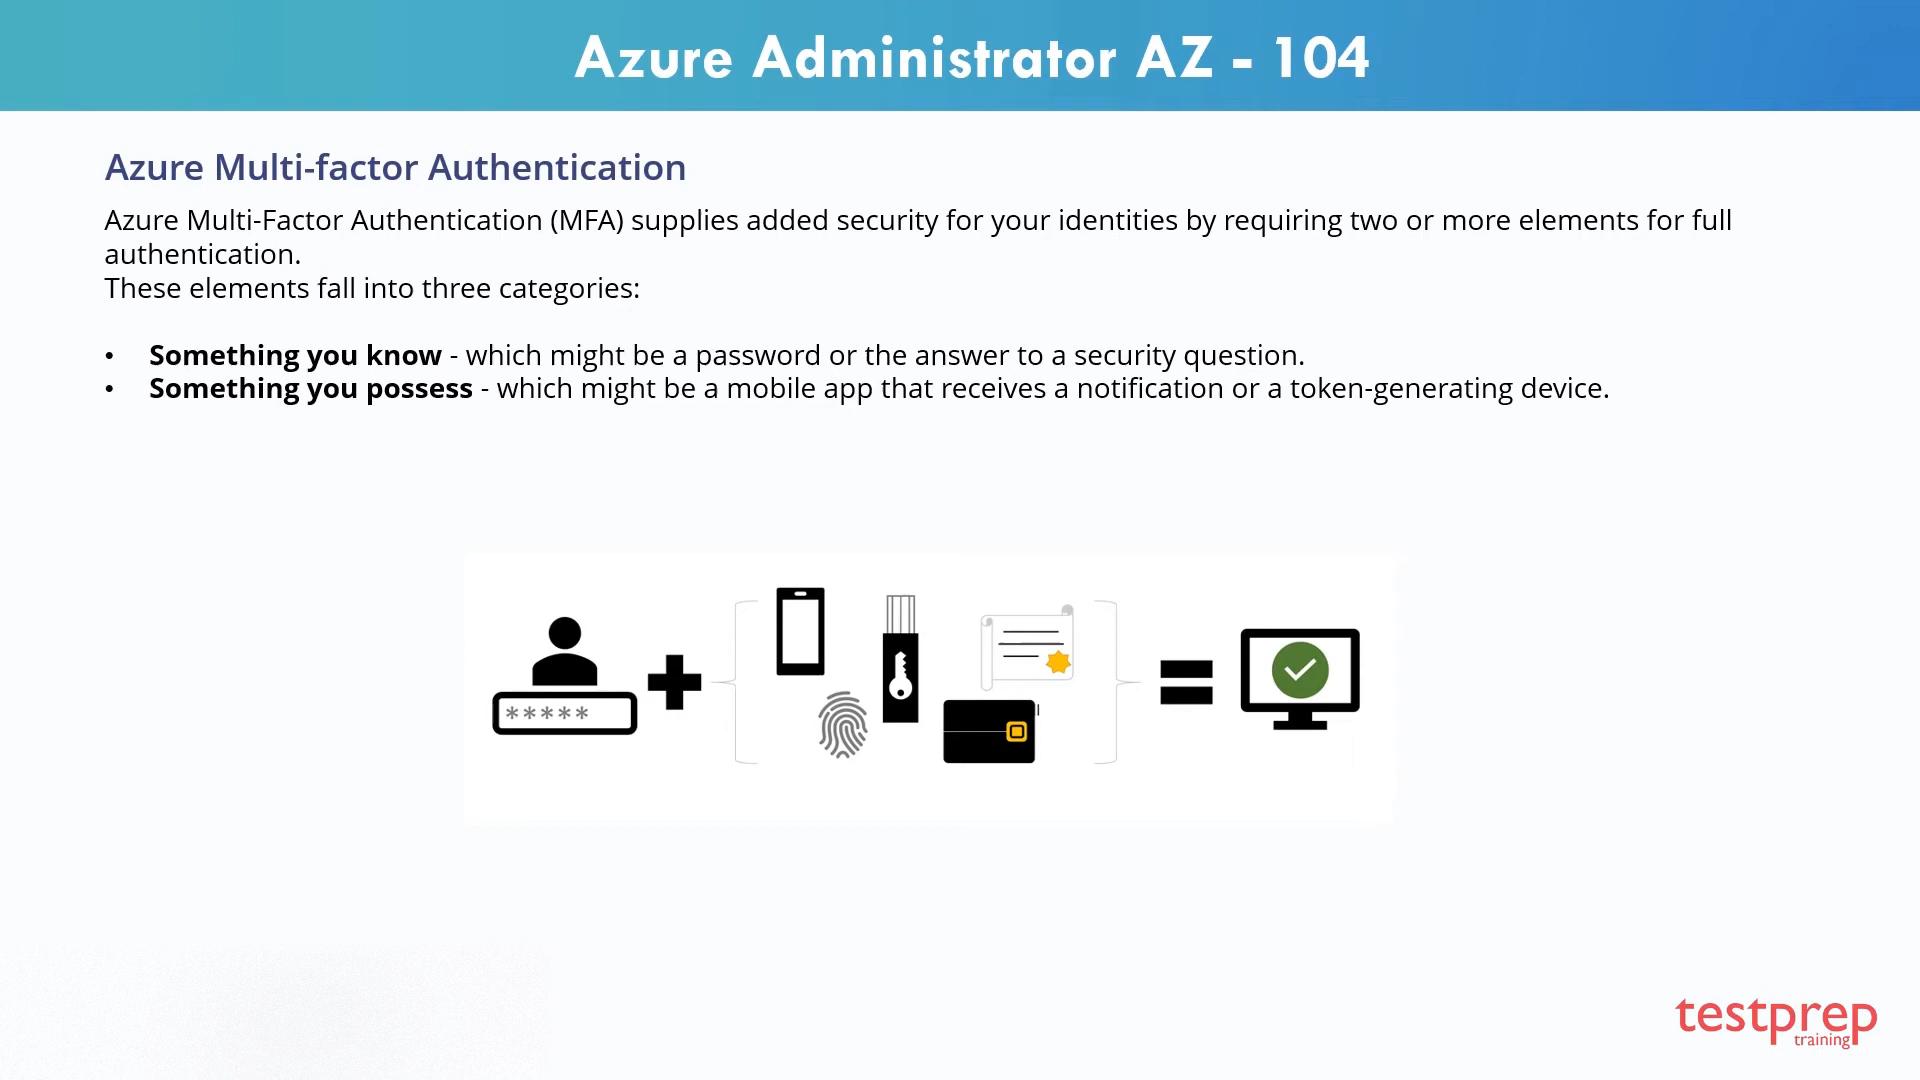 Azure Administrator AZ - 104
Azure Multi-factor Authentication
Azure Multi-Factor Authentication (MFA) supplies added security for your identities by requiring two or more elements for full
authentication.
These elements fall into three categories:
• Something you know - which might be a password or the answer to a security question.
• Something you possess - which might be a mobile app that receives a notification or a token-generating device.
*****
testprep
training